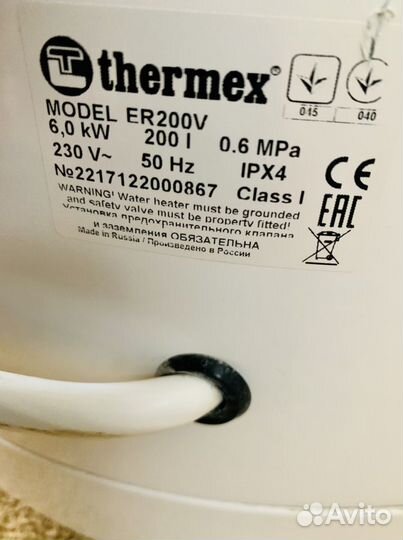 thermex®
015 040
MODEL ER200V
6,0 kW 200 l 0.6 MPa
230 V~ 50 Hz IPX4
№2217122000867 Class I
WARNING! Water heater must be grounded
and safety valve must be property fitted!
Установка предохранительного клапана
и заземления ОБЯЗАТЕЛЬНА
Made in Russia / Произведено в России
CE
EAC
Avito